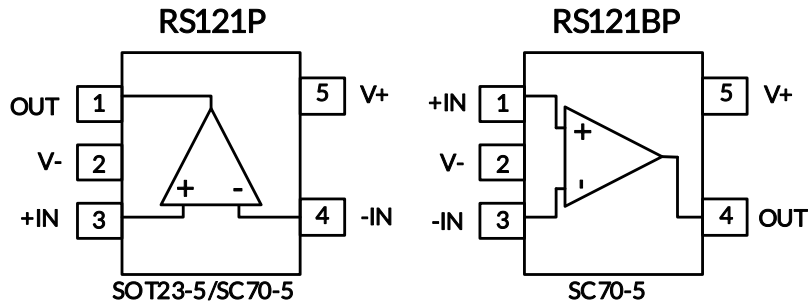 RS121P
OUT 1 5 V+
V- 2
+IN 3 + - 4 -IN
SOT23-5/SC70-5
RS121BP
+IN 1 + 5 V+
V- 2
-IN 3 - 4 OUT
SC70-5